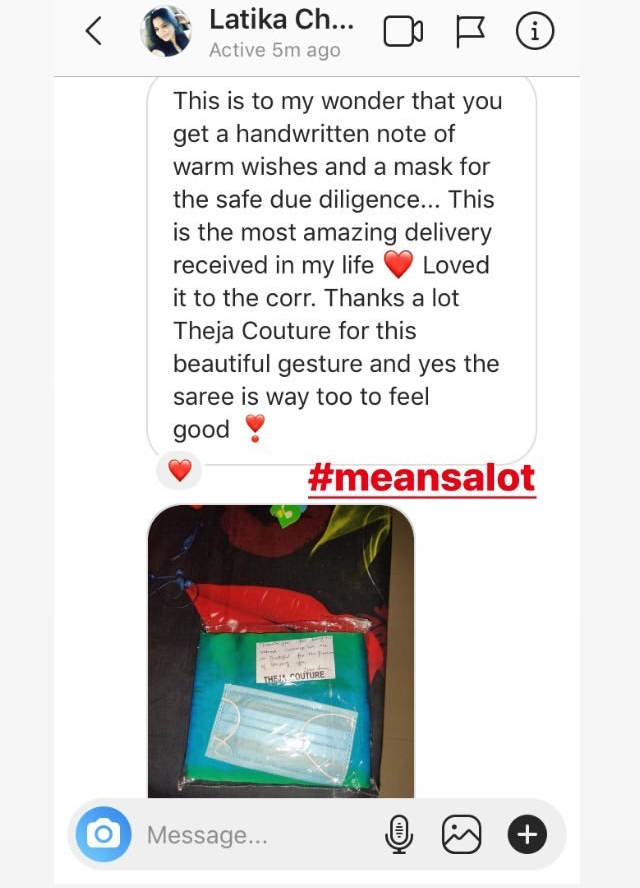 Latika Ch...
Active 5m ago
This is to my wonder that you
get a handwritten note of
warm wishes and a mask for
the safe due diligence... This
is the most amazing delivery
received in my life ❤️ Loved
it to the corr. Thanks a lot
Theja Couture for this
beautiful gesture and yes the
saree is way too to feel
good ❣️
❤️
#meansalot
THEJA COUTURE
Message...